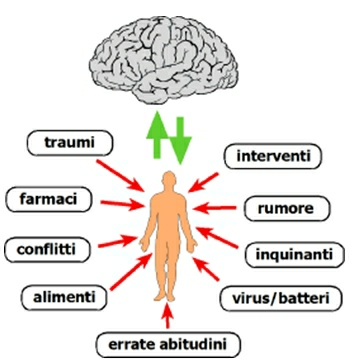 traumi
interventi
farmaci
rumore
conflitti
inquinanti
alimenti
virus/batteri
errate abitudini